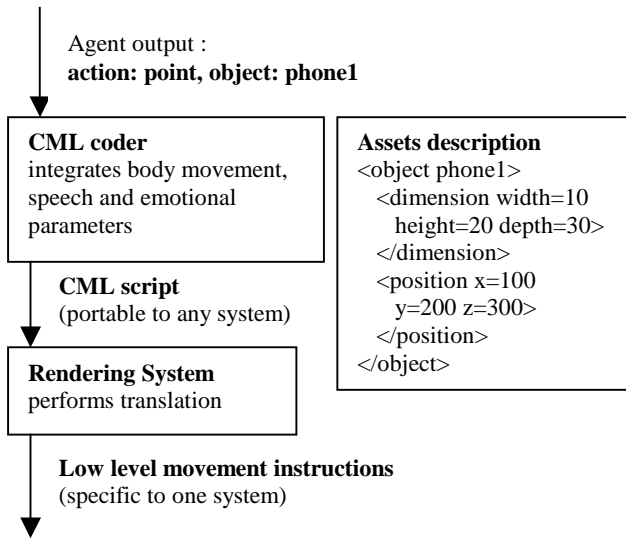 Agent output :
action: point, object: phone1
CML coder
integrates body movement,
speech and emotional
parameters
CML script
(portable to any system)
Rendering System
performs translation
Low level movement instructions
(specific to one system)
Assets description
<object phone1>
<dimension width=10
height=20 depth=30>
</dimension>
<position x=100
y=200 z=300>
</position>
</object>